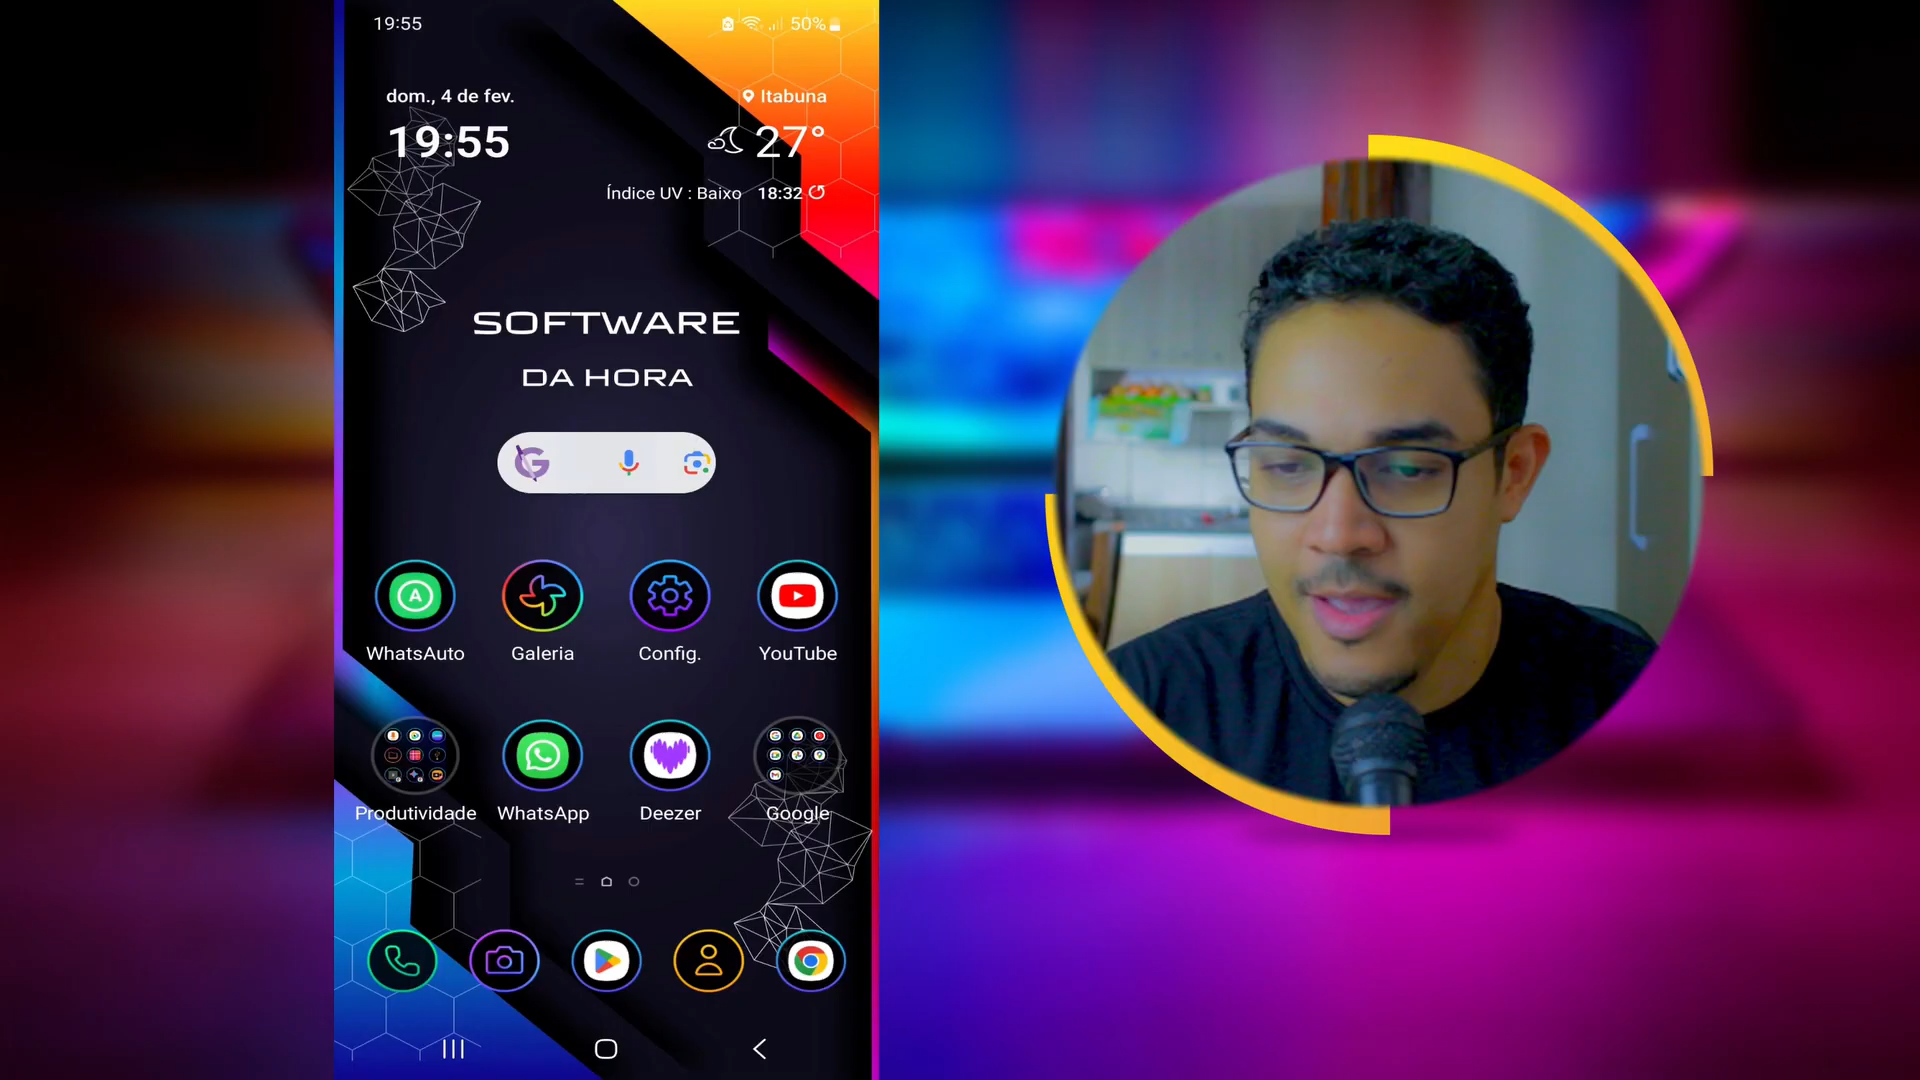 19:55
50%
dom., 4 de fev.
Itabuna
19:55
27°
Índice UV : Baixo 18:32
SOFTWARE
DA HORA
WhatsAuto
Galeria
Config.
YouTube
Produtividade
WhatsApp
Deezer
Google